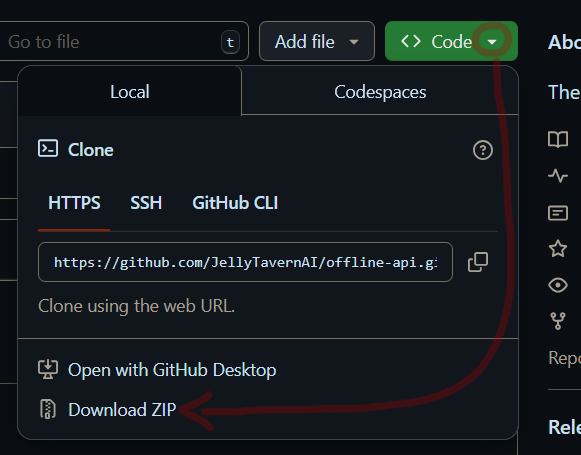 Go to file t Add file Code Abo
Local Codespaces The
Clone
HTTPS SSH GitHub CLI
https://github.com/JellyTavernAI/offline-api.gi
Clone using the web URL.
Repo
Open with GitHub Desktop
Download ZIP
Rele